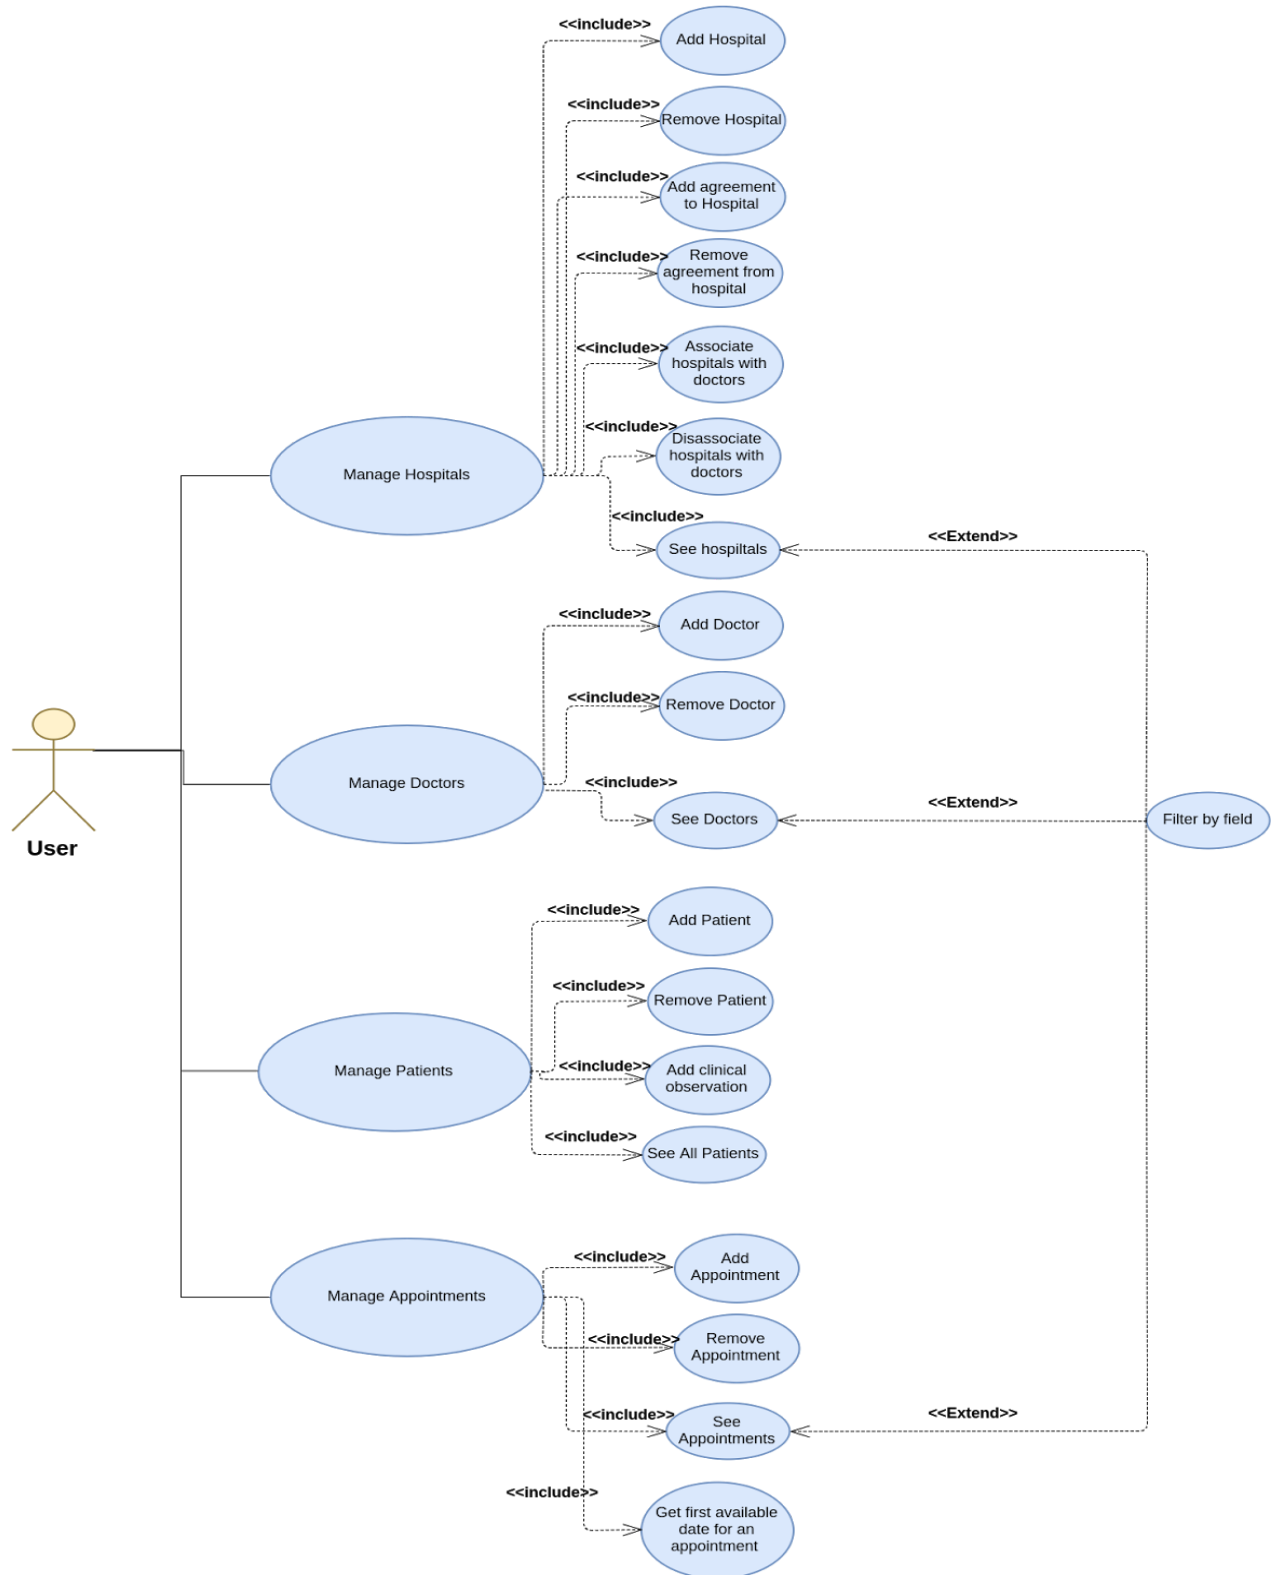 <<include>>
Add Hospital
<<include>>
Remove Hospital
<<include>>
Add agreement
to Hospital
<<include>>
Remove
agreement from
hospital
<<include>>
Associate
hospitals with
doctors
<<include>>
Disassociate
hospitals with
doctors
Manage Hospitals
<<include>>
See hospiltals
<<Extend>>
<<include>>
Add Doctor
<<include>>
Remove Doctor
Manage Doctors
<<include>>
See Doctors
<<Extend>>
Filter by field
User
<<include>>
Add Patient
<<include>>
Remove Patient
Manage Patients
<<include>>
Add clinical
observation
<<include>>
See All Patients
<<include>>
Add
Appointment
Manage Appointments
<<include>>
Remove
Appointment
<<include>>
See
Appointments
<<Extend>>
<<include>>
Get first available
date for an
appointment